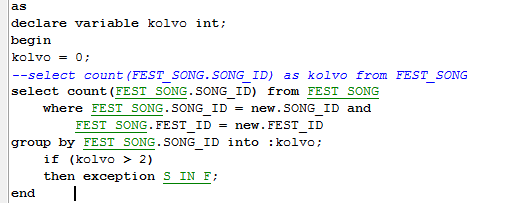 as
declare variable kolvo int;
begin
kolvo = 0;
--select count(FEST_SONG.SONG_ID) as kolvo from FEST_SONG
select count(FEST_SONG.SONG_ID) from FEST_SONG
where FEST_SONG.SONG_ID = new.SONG_ID and
FEST_SONG.FEST_ID = new.FEST_ID
group by FEST_SONG.SONG_ID into :kolvo;
if (kolvo > 2)
then exception S_IN_F;
end